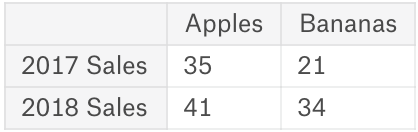 Apples Bananas
2017 Sales 35 21
2018 Sales 41 34